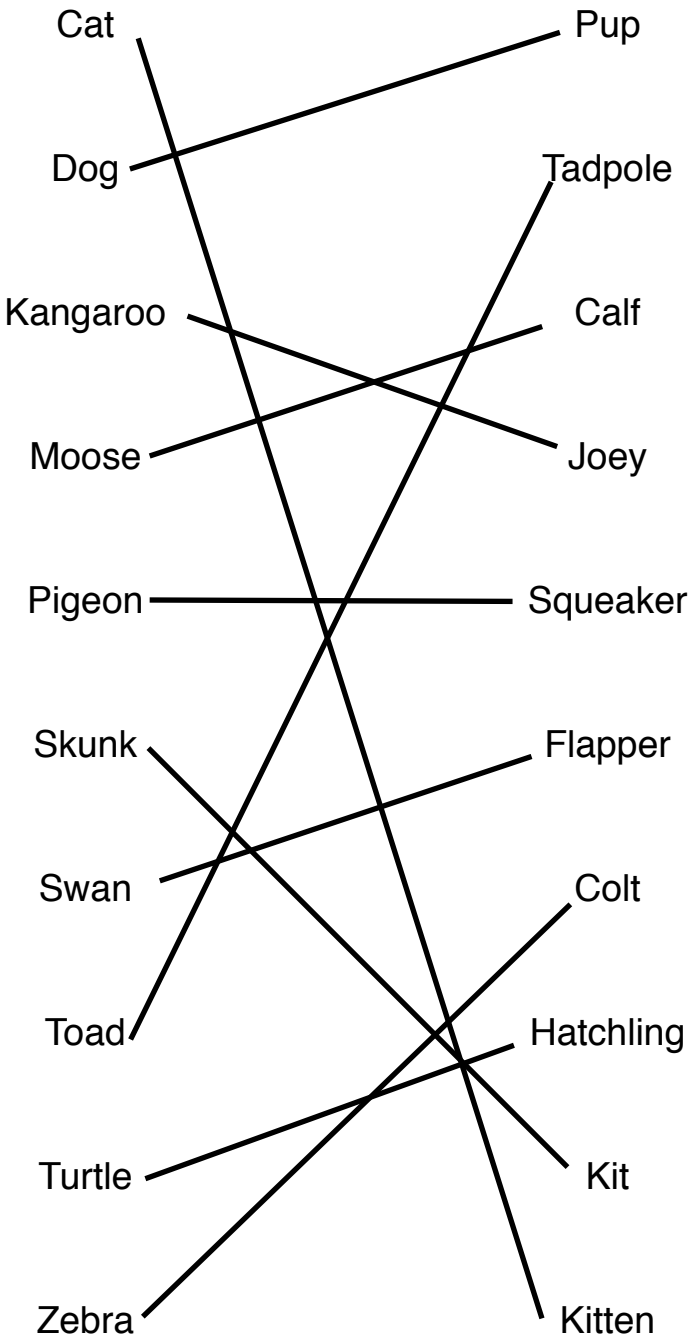 Cat Pup
Dog Tadpole
Kangaroo Calf
Moose Joey
Pigeon Squeaker
Skunk Flapper
Swan Colt
Toad Hatchling
Turtle Kit
Zebra Kitten